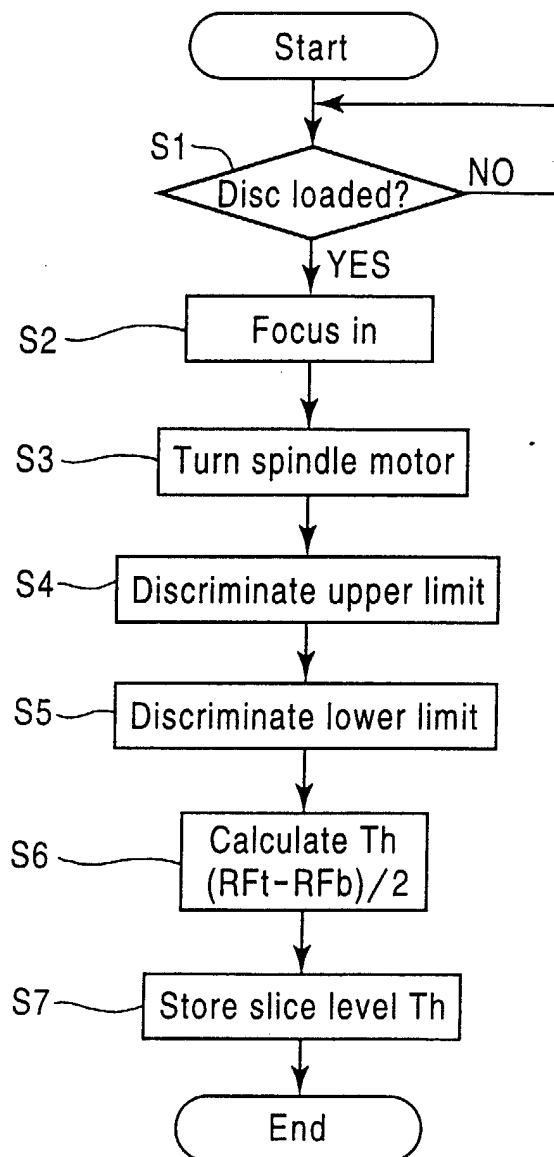 Start
S1
Disc loaded?
NO
YES
S2
Focus in
S3
Turn spindle motor
S4
Discriminate upper limit
S5
Discriminate lower limit
S6
Calculate Th
(RFt-RFb)/2
S7
Store slice level Th
End